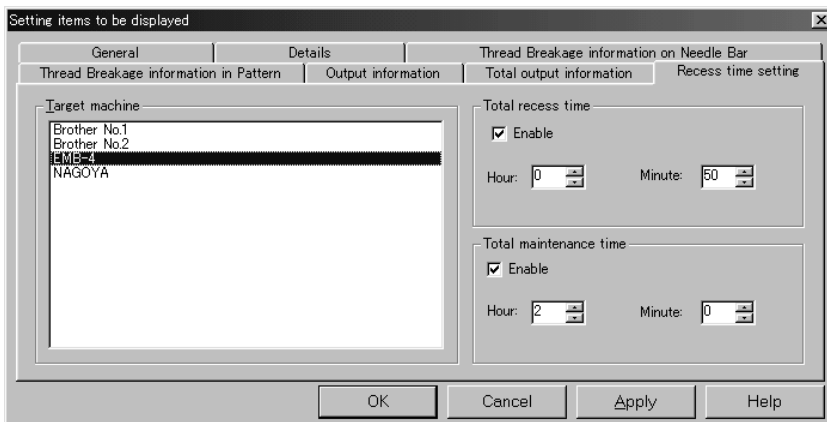 Setting items to be displayed
General
Details
Thread Breakage information on Needle Bar
Thread Breakage information in Pattern
Output information
Total output information
Recess time setting
Target machine
Brother No.1
Brother No.2
EMB-4
NAGOYA
Total recess time
Enable
Hour: 0 Minute: 50
Total maintenance time
Enable
Hour: 2 Minute: 0
OK
Cancel
Apply
Help